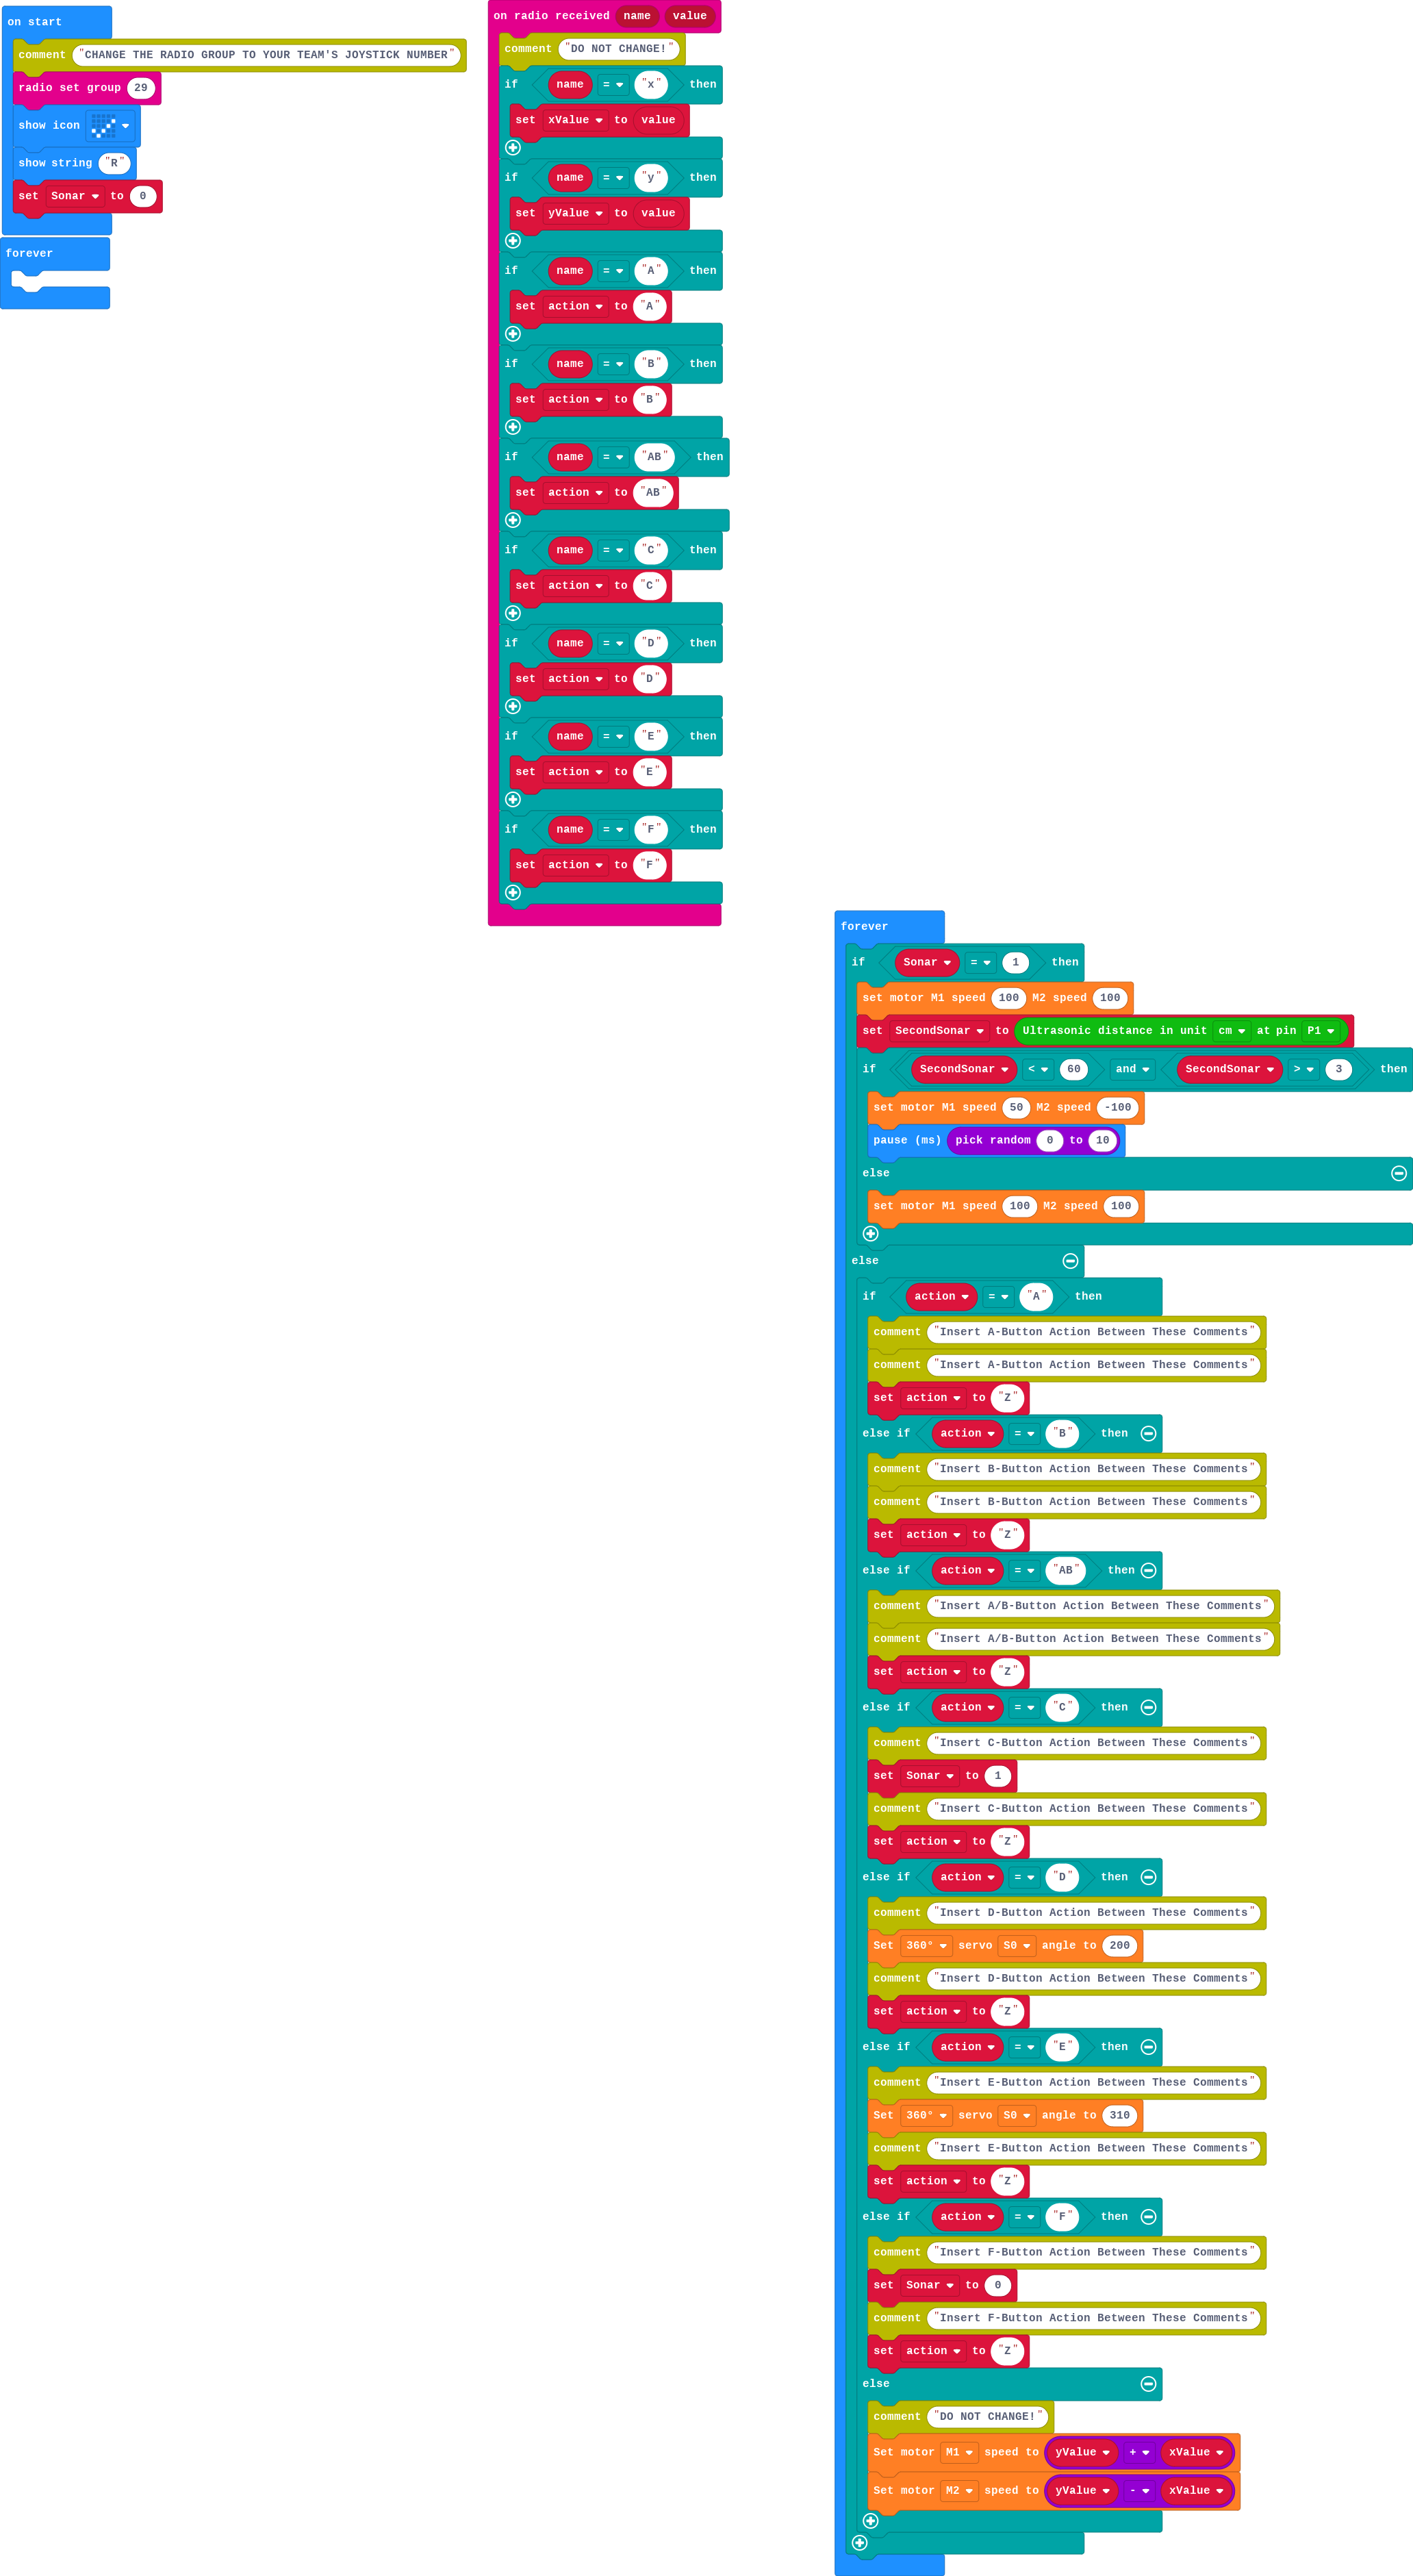 on start
comment "CHANGE THE RADIO GROUP TO YOUR TEAM'S JOYSTICK NUMBER"
radio set group 29
show icon
show string "R"
set Sonar to 0
forever
on radio received name value
comment "DO NOT CHANGE!"
if name = "x" then
set xValue to value
if name = "y" then
set yValue to value
if name = "A" then
set action to "A"
if name = "B" then
set action to "B"
if name = "AB" then
set action to "AB"
if name = "C" then
set action to "C"
if name = "D" then
set action to "D"
if name = "E" then
set action to "E"
if name = "F" then
set action to "F"
forever
if Sonar = 1 then
set motor M1 speed 100 M2 speed 100
set SecondSonar to Ultrasonic distance in unit cm at pin P1
if SecondSonar < 60 and SecondSonar > 3 then
set motor M1 speed 50 M2 speed -100
pause (ms) pick random 0 to 10
else
set motor M1 speed 100 M2 speed 100
else
if action = "A" then
comment "Insert A-Button Action Between These Comments"
comment "Insert A-Button Action Between These Comments"
set action to "Z"
else if action = "B" then
comment "Insert B-Button Action Between These Comments"
comment "Insert B-Button Action Between These Comments"
set action to "Z"
else if action = "AB" then
comment "Insert A/B-Button Action Between These Comments"
comment "Insert A/B-Button Action Between These Comments"
set action to "Z"
else if action = "C" then
comment "Insert C-Button Action Between These Comments"
set Sonar to 1
comment "Insert C-Button Action Between These Comments"
set action to "Z"
else if action = "D" then
comment "Insert D-Button Action Between These Comments"
Set 360° servo S0 angle to 200
comment "Insert D-Button Action Between These Comments"
set action to "Z"
else if action = "E" then
comment "Insert E-Button Action Between These Comments"
Set 360° servo S0 angle to 310
comment "Insert E-Button Action Between These Comments"
set action to "Z"
else if action = "F" then
comment "Insert F-Button Action Between These Comments"
set Sonar to 0
comment "Insert F-Button Action Between These Comments"
set action to "Z"
else
comment "DO NOT CHANGE!"
Set motor M1 speed to yValue + xValue
Set motor M2 speed to yValue - xValue